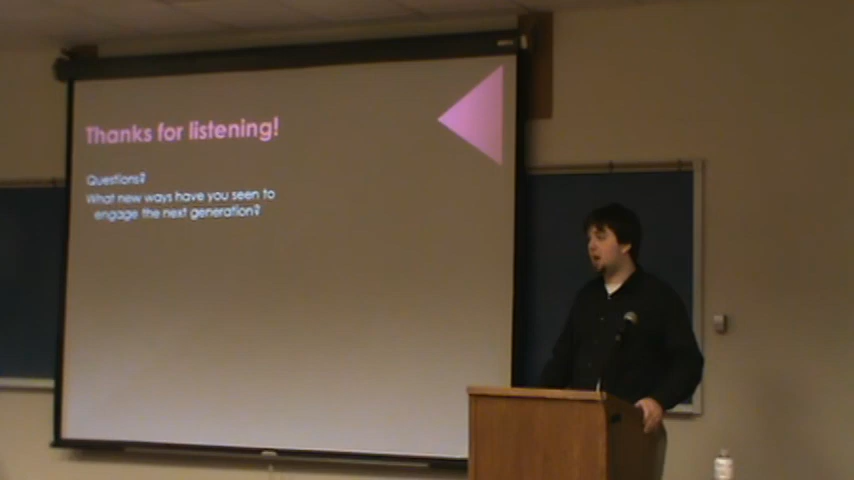 Thanks for listening!
Questions?
What new ways have you seen to
engage the next generation?